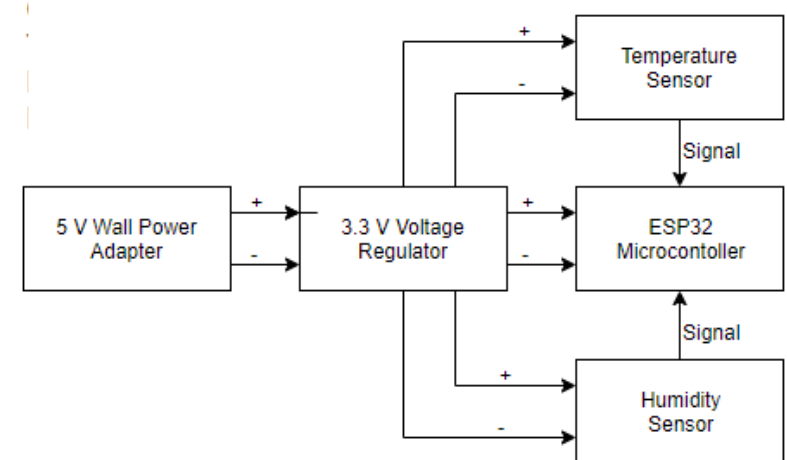 +
-
Temperature
Sensor
Signal
5 V Wall Power
Adapter
+
-
3.3 V Voltage
Regulator
+
-
ESP32
Microcontoller
Signal
+
-
Humidity
Sensor